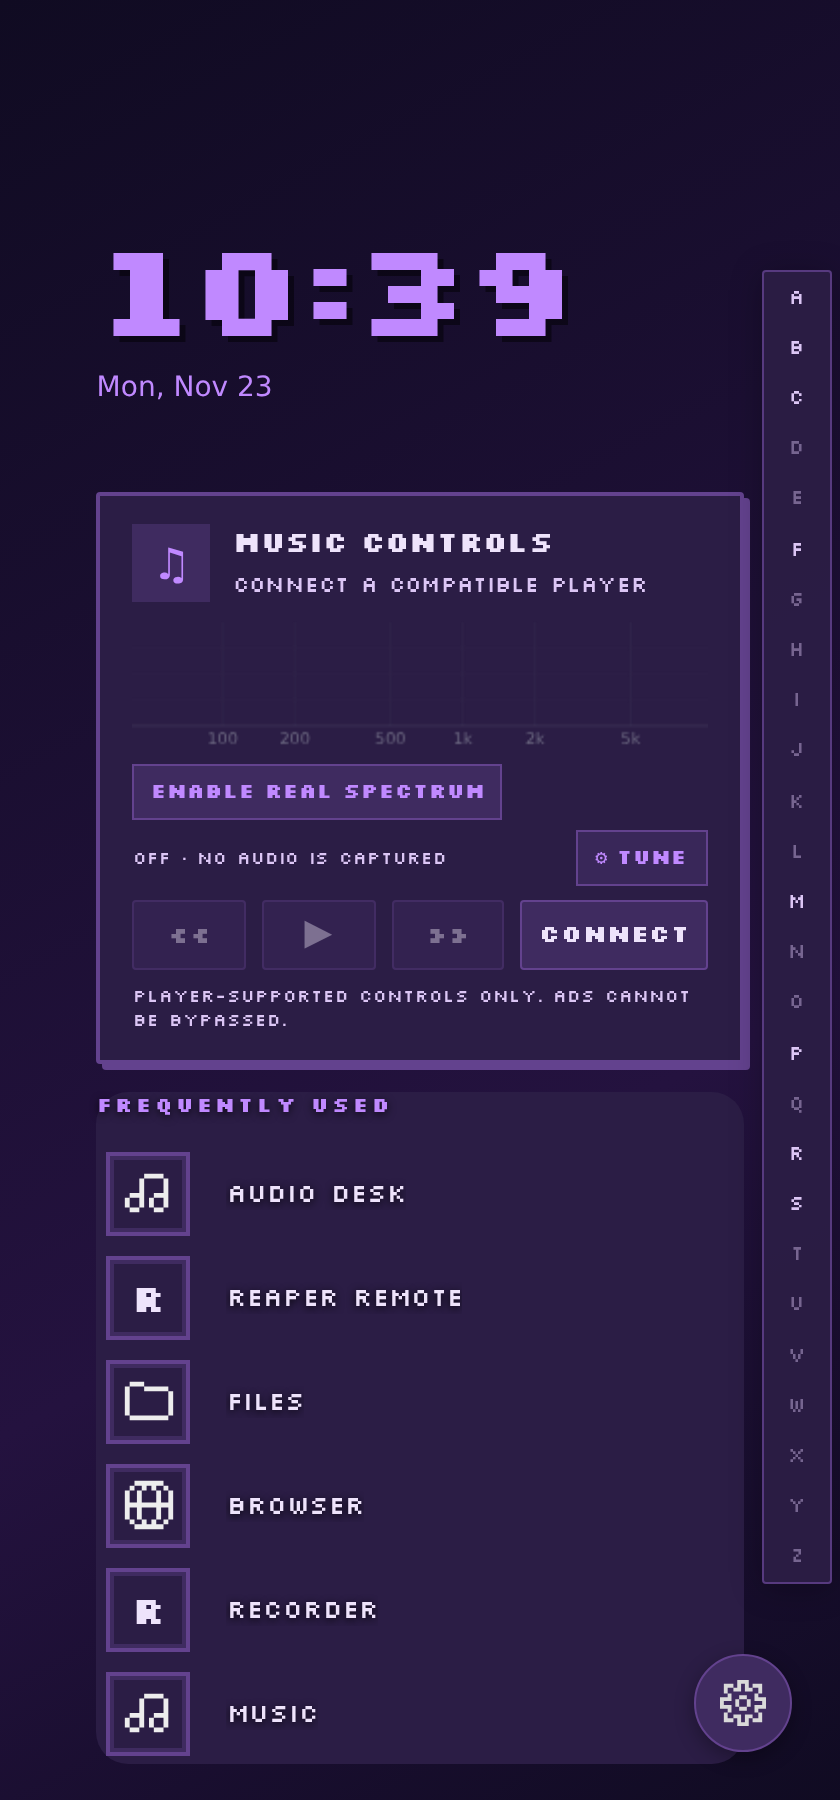 10:39
Mon, Nov 23
MUSIC CONTROLS
CONNECT A COMPATIBLE PLAYER
100 200 500 1k 2k 5k
ENABLE REAL SPECTRUM
OFF · NO AUDIO IS CAPTURED
⚙ TUNE
CONNECT
PLAYER-SUPPORTED CONTROLS ONLY. ADS CANNOT
BE BYPASSED.
FREQUENTLY USED
AUDIO DESK
R
REAPER REMOTE
FILES
BROWSER
R
RECORDER
MUSIC
A
B
C
D
E
F
G
H
I
J
K
L
M
N
O
P
Q
R
S
T
U
V
W
X
Y
Z